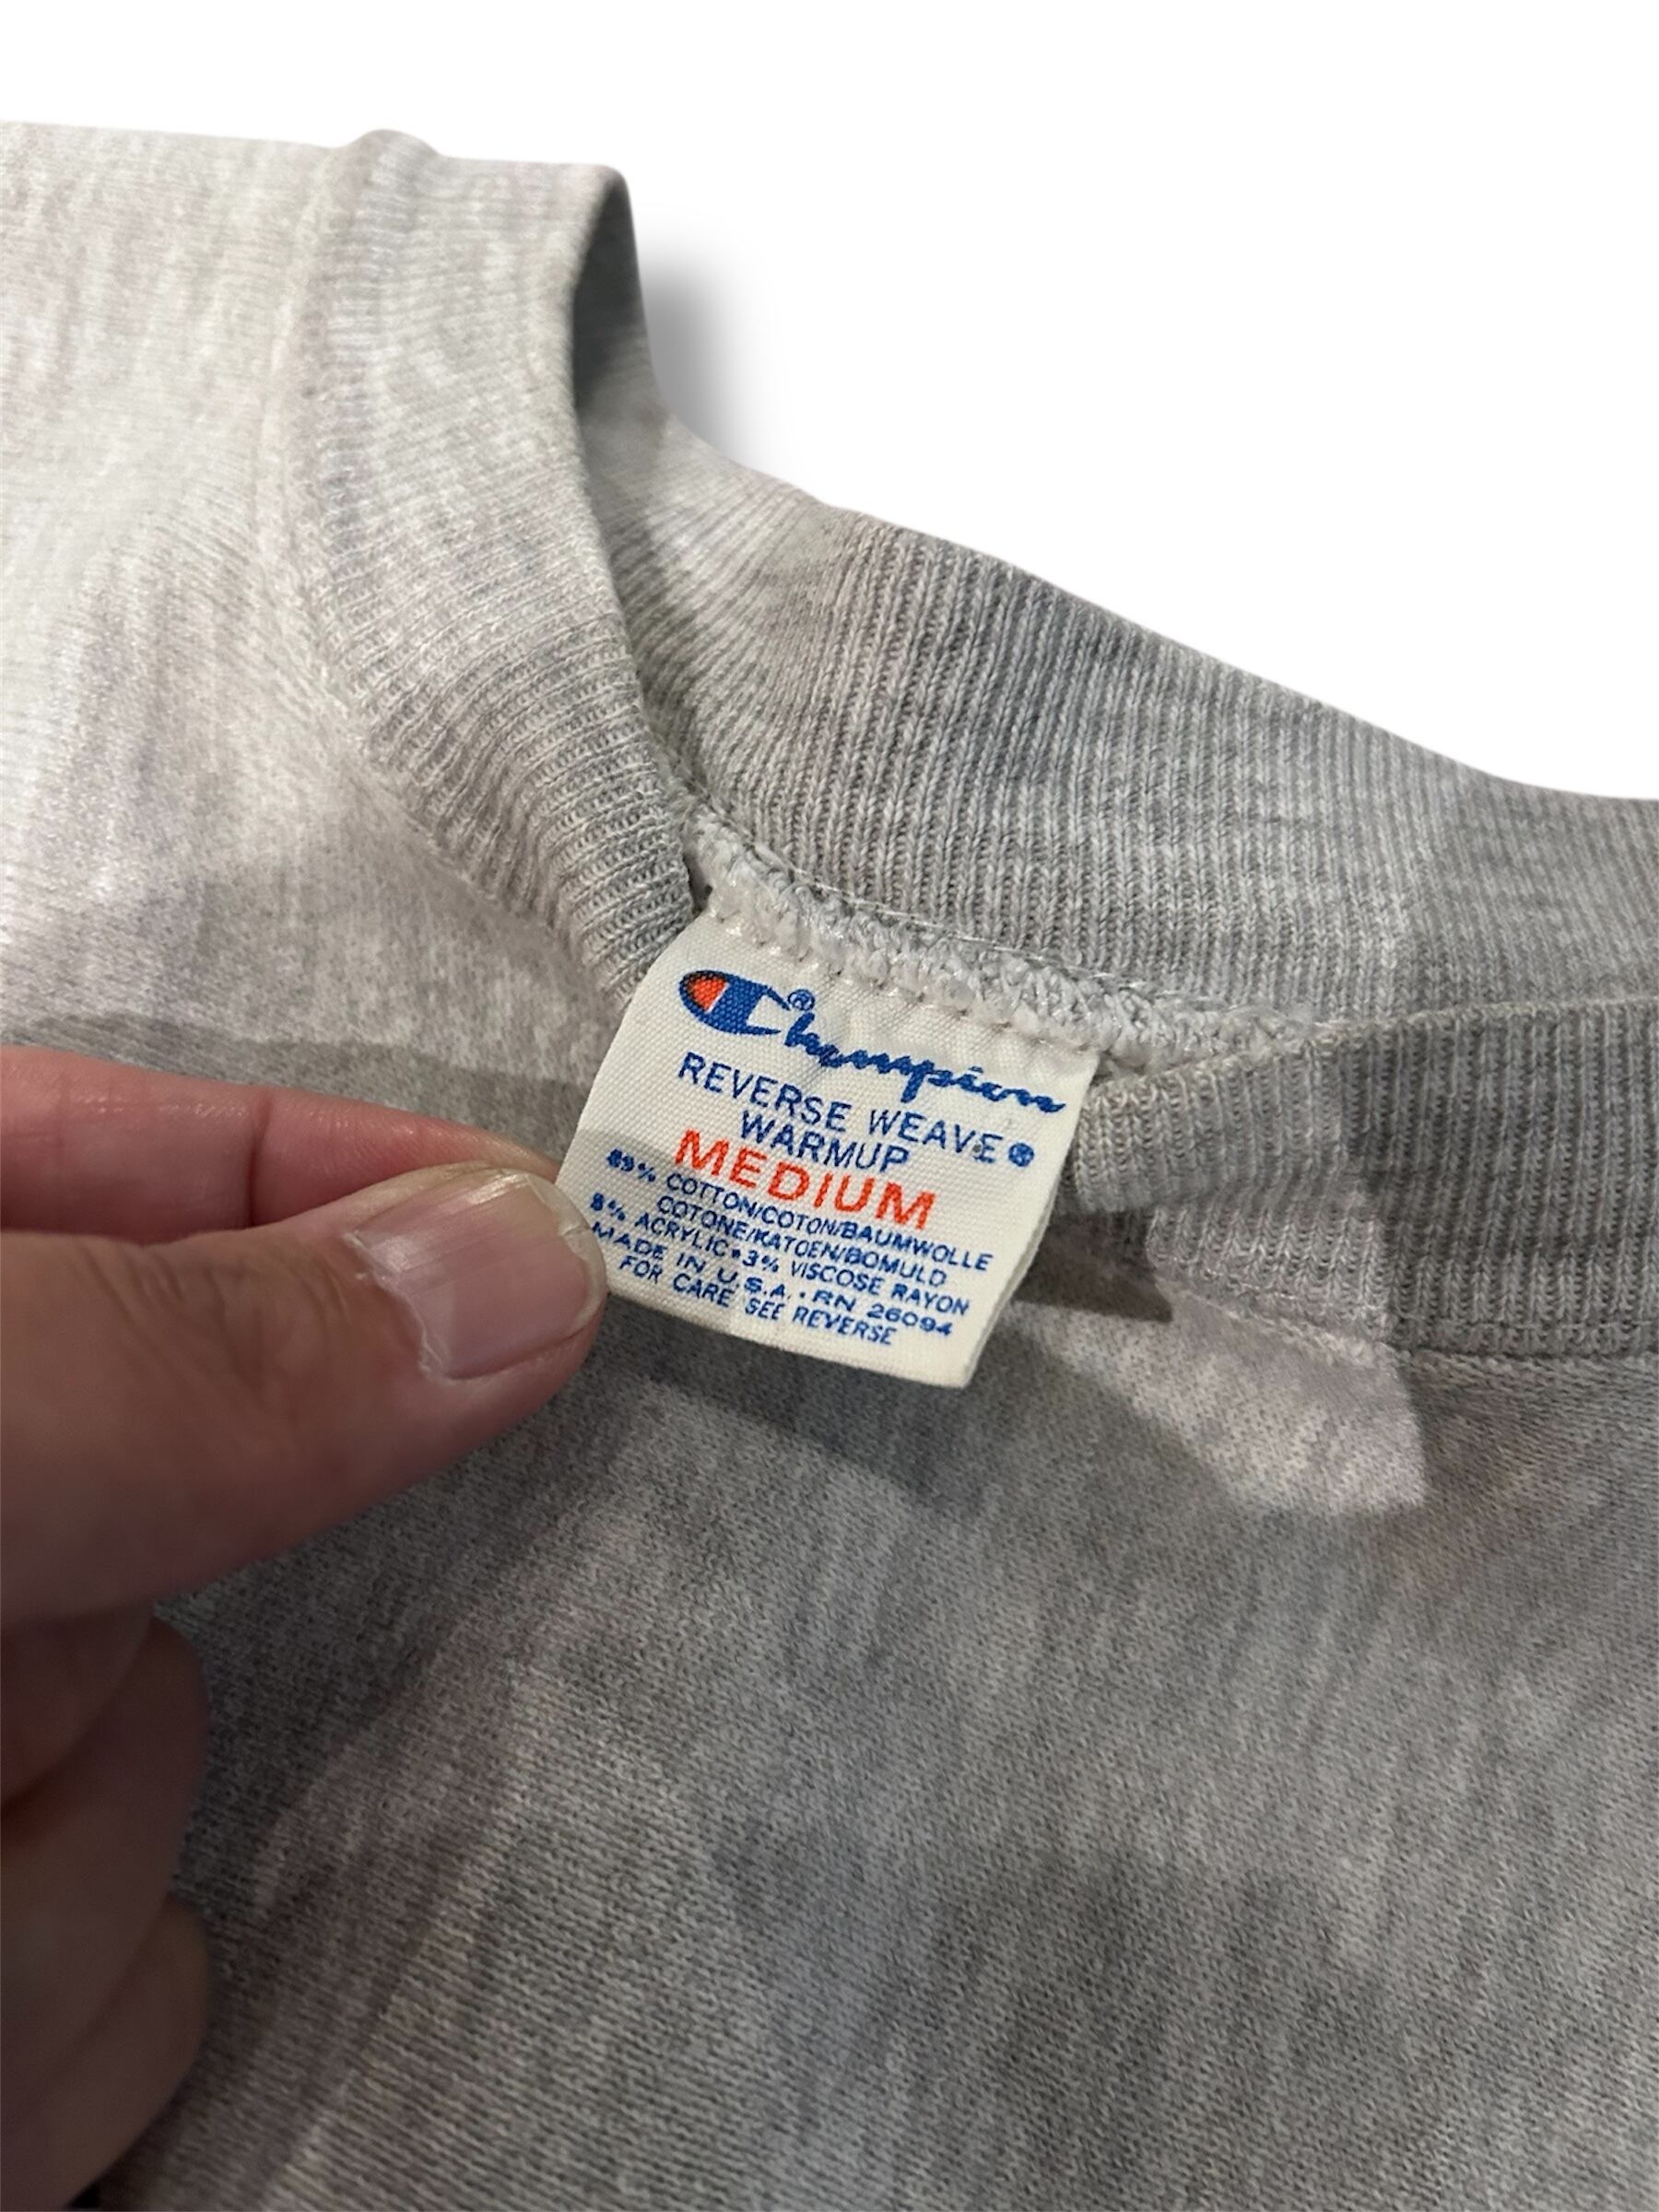 Champion®
REVERSE WEAVE®
WARMUP
MEDIUM
89% COTTON/COTON/BAUMWOLLE
COTONE/KATOEN/BOMULD
8% ACRYLIC•3% VISCOSE RAYON
MADE IN U.S.A. • RN 26094
FOR CARE SEE REVERSE